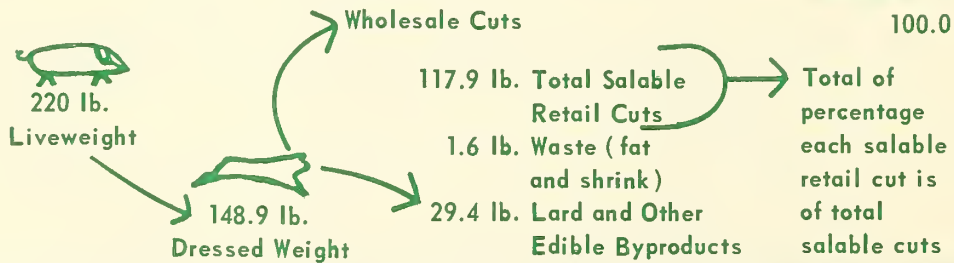 Wholesale Cuts
100.0
220 lb.
Liveweight
148.9 lb.
Dressed Weight
117.9 lb. Total Salable
Retail Cuts
1.6 lb. Waste (fat
and shrink)
29.4 lb. Lard and Other
Edible Byproducts
Total of
percentage
each salable
retail cut is
of total
salable cuts